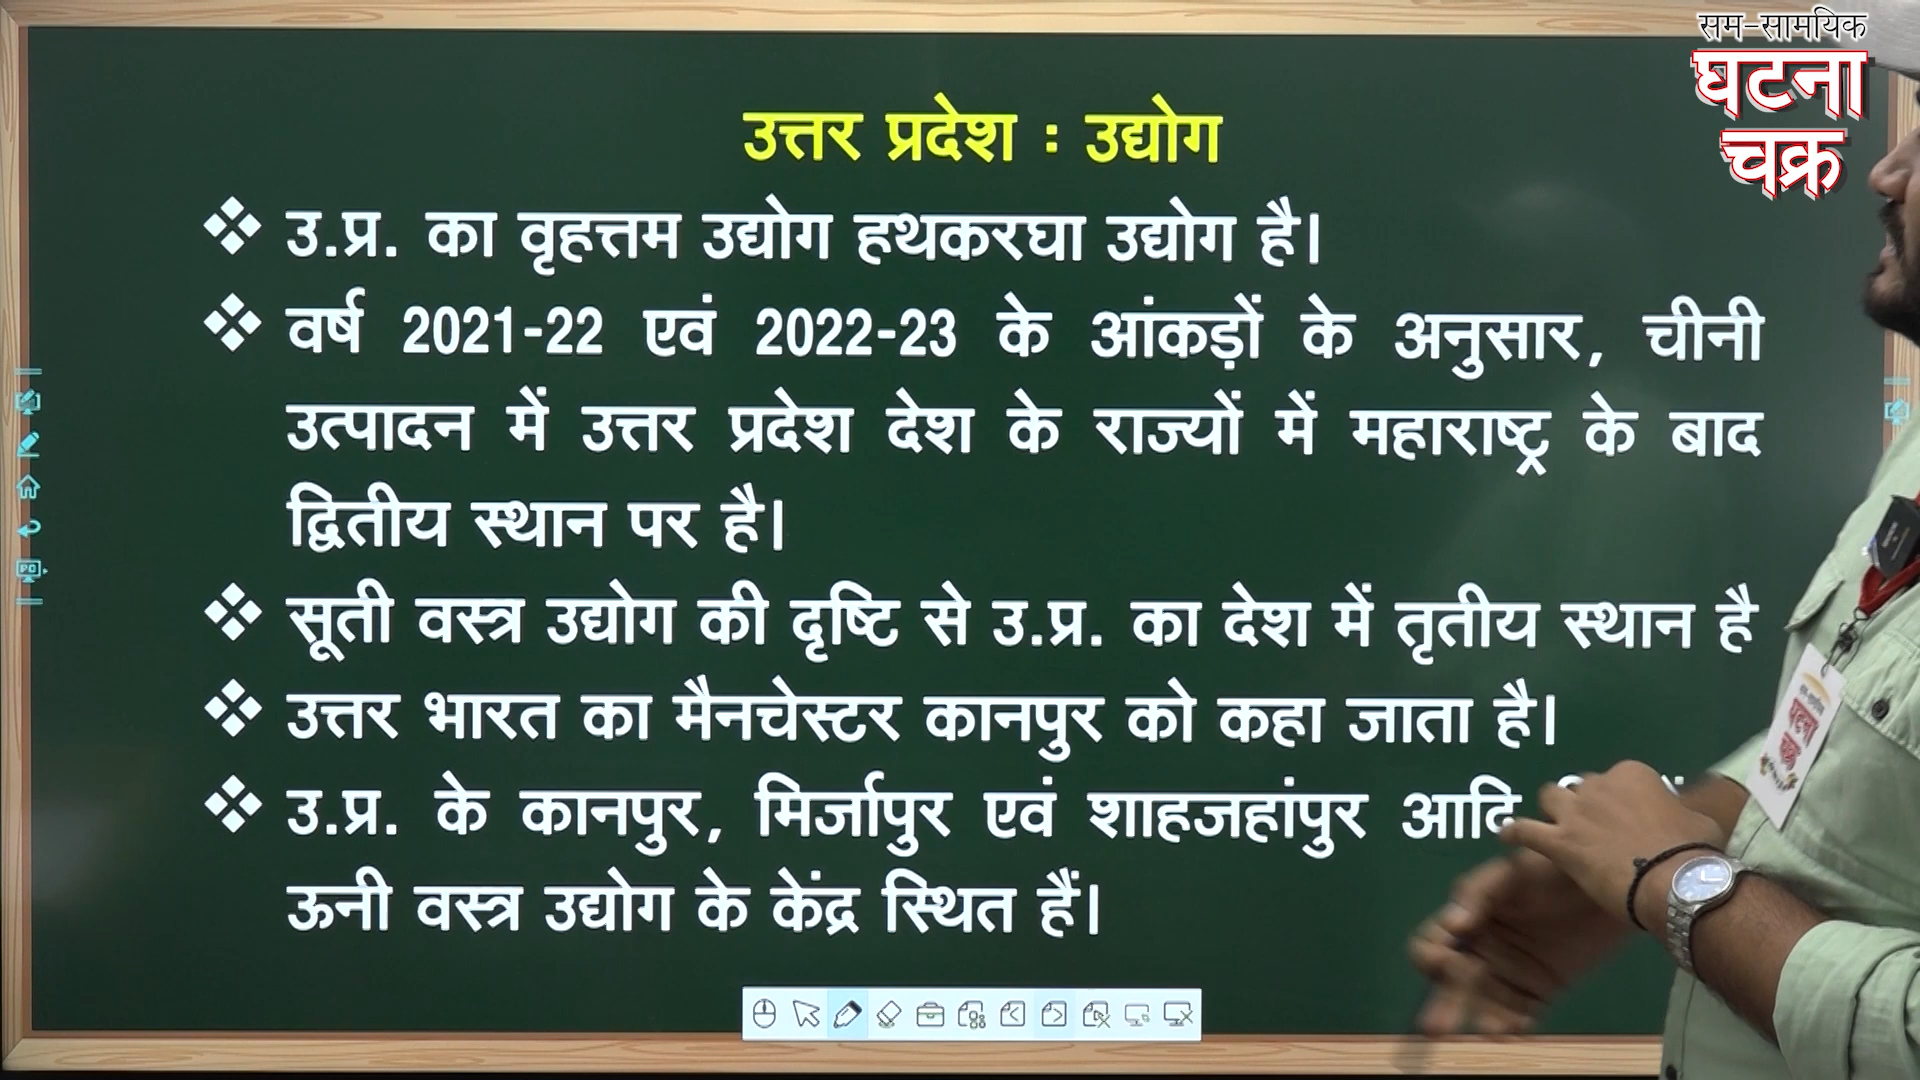 सम-सामयिक
घटना
चक्र
उत्तर प्रदेश : उद्योग
❖ उ.प्र. का वृहत्तम उद्योग हथकरघा उद्योग है।
❖ वर्ष 2021-22 एवं 2022-23 के आंकड़ों के अनुसार, चीनी
उत्पादन में उत्तर प्रदेश देश के राज्यों में महाराष्ट्र के बाद
द्वितीय स्थान पर है।
❖ सूती वस्त्र उद्योग की दृष्टि से उ.प्र. का देश में तृतीय स्थान है
❖ उत्तर भारत का मैनचेस्टर कानपुर को कहा जाता है।
❖ उ.प्र. के कानपुर, मिर्जापुर एवं शाहजहांपुर आदि
ऊनी वस्त्र उद्योग के केंद्र स्थित हैं।
घटना
चक्र